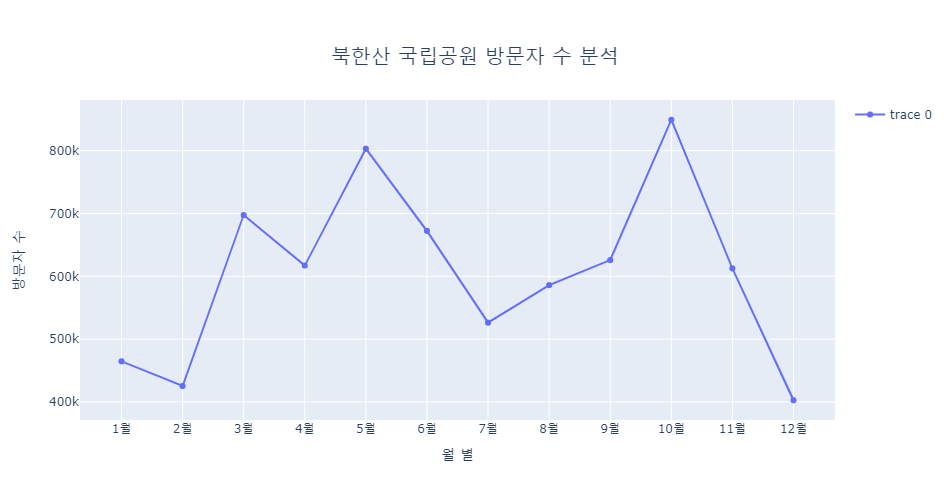 북한산 국립공원 방문자 수 분석
trace 0
방문자 수
800k
700k
600k
500k
400k
1월 2월 3월 4월 5월 6월 7월 8월 9월 10월 11월 12월
월 별